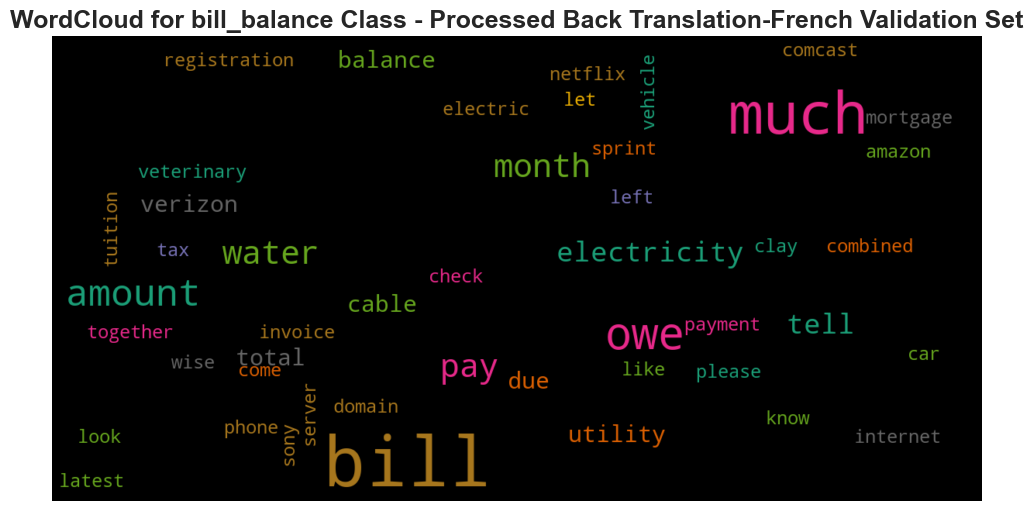 WordCloud for bill_balance Class - Processed Back Translation-French Validation Set
comcast
registration
balance
netflix
vehicle
let
electric
much
mortgage
sprint
amazon
month
veterinary
left
verizon
tuition
tax
water
electricity
clay
combined
check
amount
cable
together
invoice
owe
payment
tell
wise
total
come
pay
due
like
please
car
server
domain
know
look
phone
sony
bill
utility
internet
latest